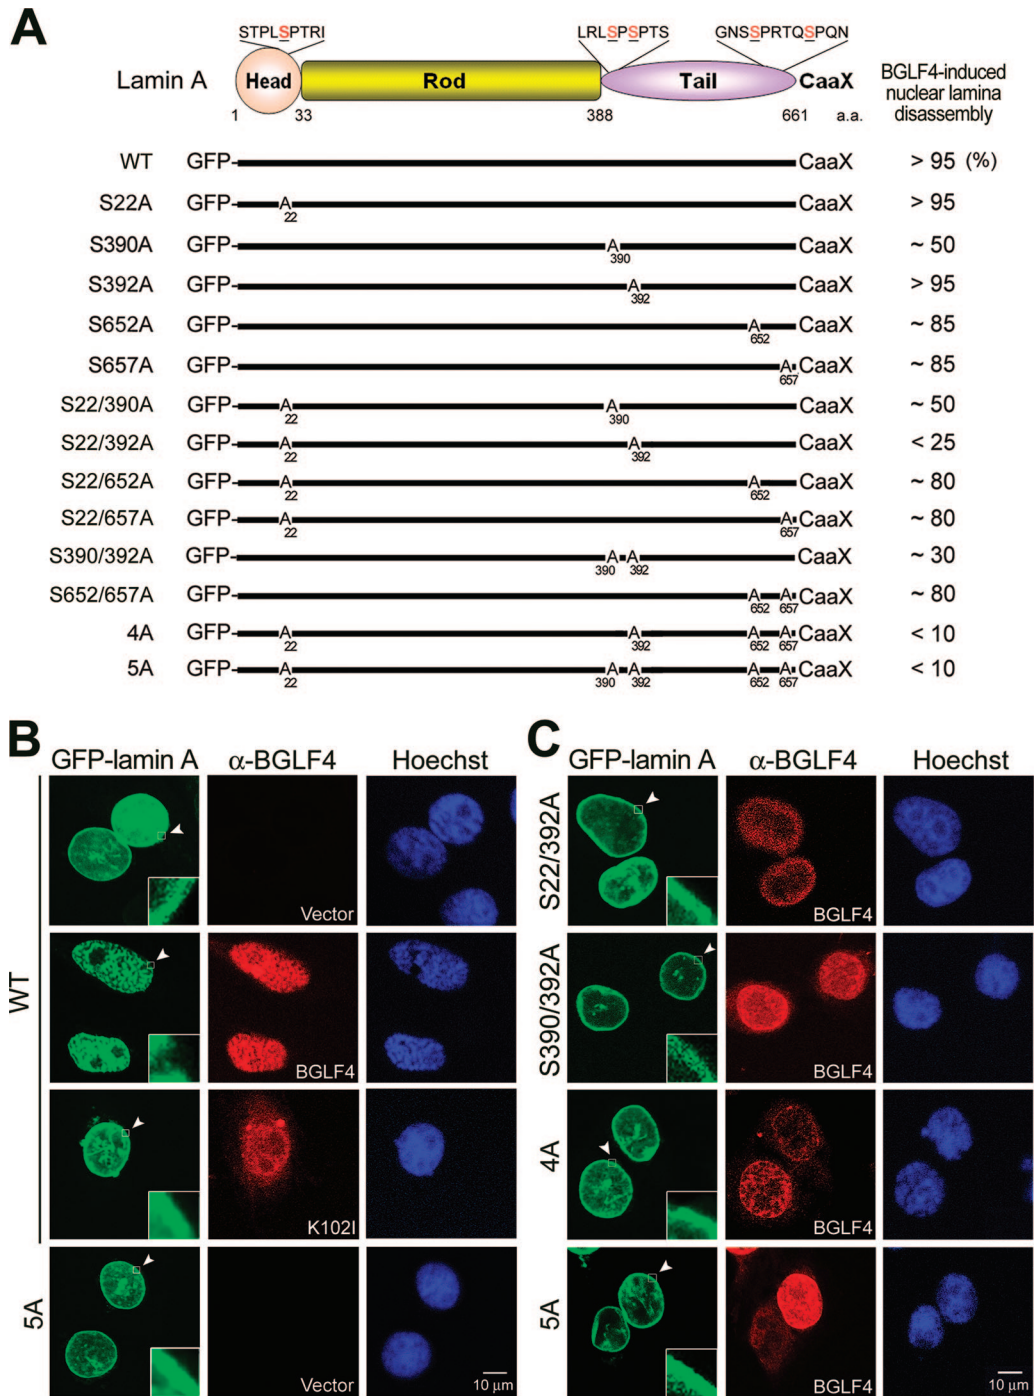 A
STPLSPTRI
LRLSPSPTS
GNSSPRTQSPQN
Lamin A
Head
Rod
Tail
CaaX
BGLF4-induced
nuclear lamina
disassembly
1
33
388
661
a.a.
WT GFP- CaaX > 95 (%)
S22A GFP- A CaaX > 95
22
S390A GFP- A CaaX ~ 50
390
S392A GFP- A CaaX > 95
392
S652A GFP- A CaaX ~ 85
652
S657A GFP- A CaaX ~ 85
657
S22/390A GFP- A A CaaX ~ 50
22 390
S22/392A GFP- A A CaaX < 25
22 392
S22/652A GFP- A A CaaX ~ 80
22 652
S22/657A GFP- A A CaaX ~ 80
22 657
S390/392A GFP- A A CaaX ~ 30
390 392
S652/657A GFP- A A CaaX ~ 80
652 657
4A GFP- A A A A CaaX < 10
22 392 652 657
5A GFP- A A A A A CaaX < 10
22 390 392 652 657
B
GFP-lamin A α-BGLF4 Hoechst
WT
Vector
BGLF4
K102I
5A
Vector
10 µm
C
GFP-lamin A α-BGLF4 Hoechst
S22/392A
BGLF4
S390/392A
BGLF4
4A
BGLF4
5A
BGLF4
10 µm